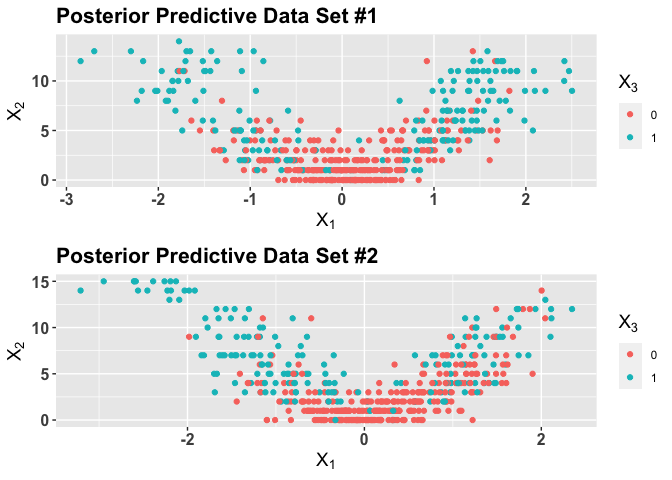 Posterior Predictive Data Set #1
10
5
0
X₂
-3 -2 -1 0 1 2
X₁
X₃
0
1
Posterior Predictive Data Set #2
15
10
5
0
X₂
-2 0 2
X₁
X₃
0
1